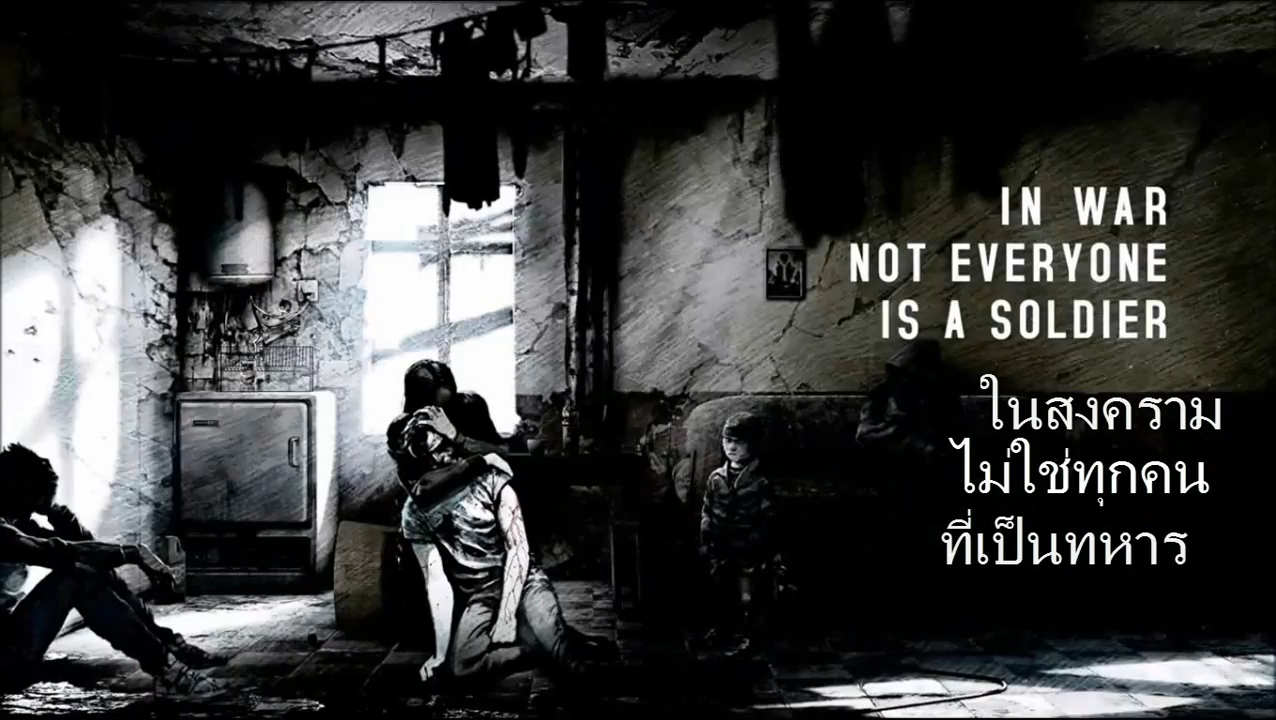 IN WAR
NOT EVERYONE
IS A SOLDIER
ในสงคราม
ไม่ใช่ทุกคน
ที่เป็นทหาร